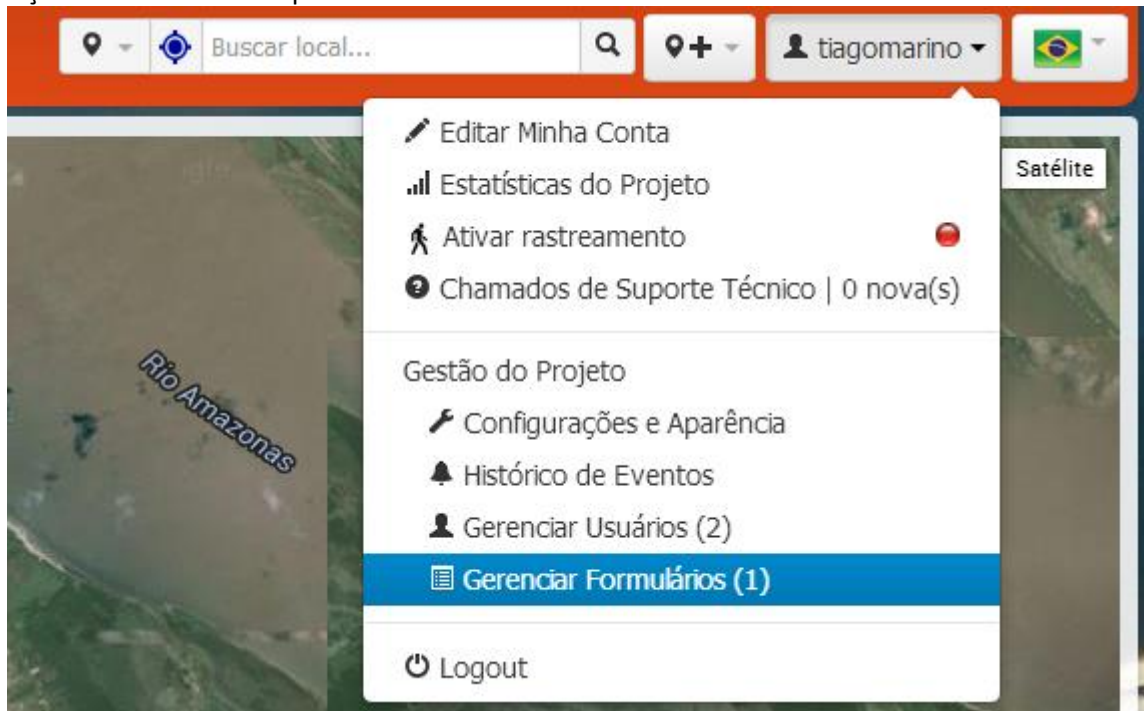 Buscar local...
tiagomarino
Editar Minha Conta
Estatísticas do Projeto
Satélite
Ativar rastreamento
Chamados de Suporte Técnico | 0 nova(s)
Gestão do Projeto
Configurações e Aparência
Histórico de Eventos
Gerenciar Usuários (2)
Gerenciar Formulários (1)
Logout
Rio Amazonas